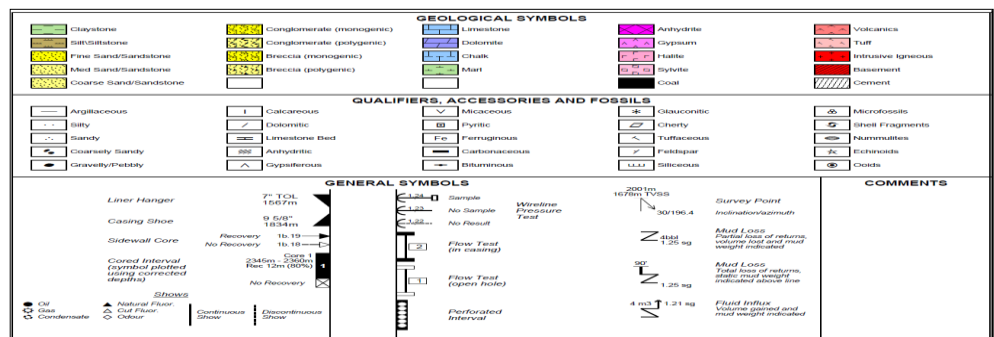 GEOLOGICAL SYMBOLS
Claystone
Silt\Siltstone
Fine Sand/Sandstone
Med Sand/Sandstone
Coarse Sand/Sandstone
Conglomerate (monogenic)
Conglomerate (polygenic)
Breccia (monogenic)
Breccia (polygenic)
Limestone
Dolomite
Chalk
Marl
Anhydrite
Gypsum
Halite
Sylvite
Coal
Volcanics
Tuff
Intrusive Igneous
Basement
Cement
QUALIFIERS, ACCESSORIES AND FOSSILS
Argillaceous
Silty
Sandy
Coarsely Sandy
Gravelly/Pebbly
Calcareous
Dolomitic
Limestone Bed
Anhydritic
Gypsiferous
Micaceous
Pyritic
Fe Ferruginous
Carbonaceous
Bituminous
Glauconitic
Cherty
Tuffaceous
Feldspar
Siliceous
Microfossils
Shell Fragments
Nummulites
Echinoids
Ooids
GENERAL SYMBOLS
Liner Hanger
7" TOL
1567m
Casing Shoe
9 5/8"
1834m
Sidewall Core
Recovery 1b.19
No Recovery 1b.18
Cored Interval
(symbol plotted
using corrected
depths)
Core 1
2345m - 2360m
Rec 12m (80%)
1
No Recovery
Shows
Oil
Gas
Condensate
Natural Fluor.
Cut Fluor.
Odour
Continuous
Show
Discontinuous
Show
1.24 Sample
1.23 No Sample
1.22 No Result
Wireline
Pressure
Test
2
Flow Test
(in casing)
1
Flow Test
(open hole)
Perforated
Interval
2001m
1678m TVSS
30/196.4
Survey Point
Inclination/azimuth
4bbl
1.25 sg
Mud Loss
Partial loss of returns,
volume lost and mud
weight indicated
90'
1.25 sg
Mud Loss
Total loss of returns,
static mud weight
indicated above line
4 m3 1.21 sg
Fluid Influx
Volume gained and
mud weight indicated
COMMENTS